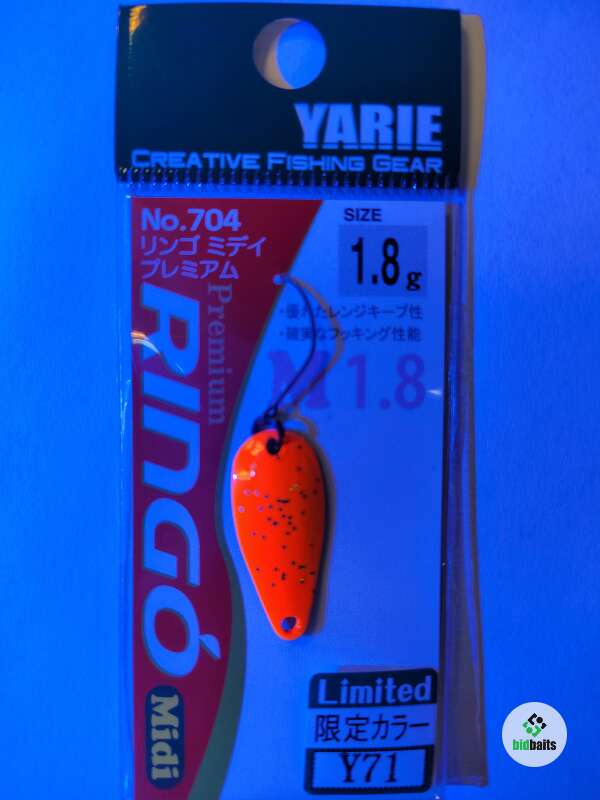 YARIE
CREATIVE FISHING GEAR
No.704
リンゴ ミディ
プレミアム
SIZE
1.8g
・優れたレンジキープ性
・確実なフッキング性能
M1.8
Premium
RINGO
Midi
Limited
限定カラー
Y71
bidbaits